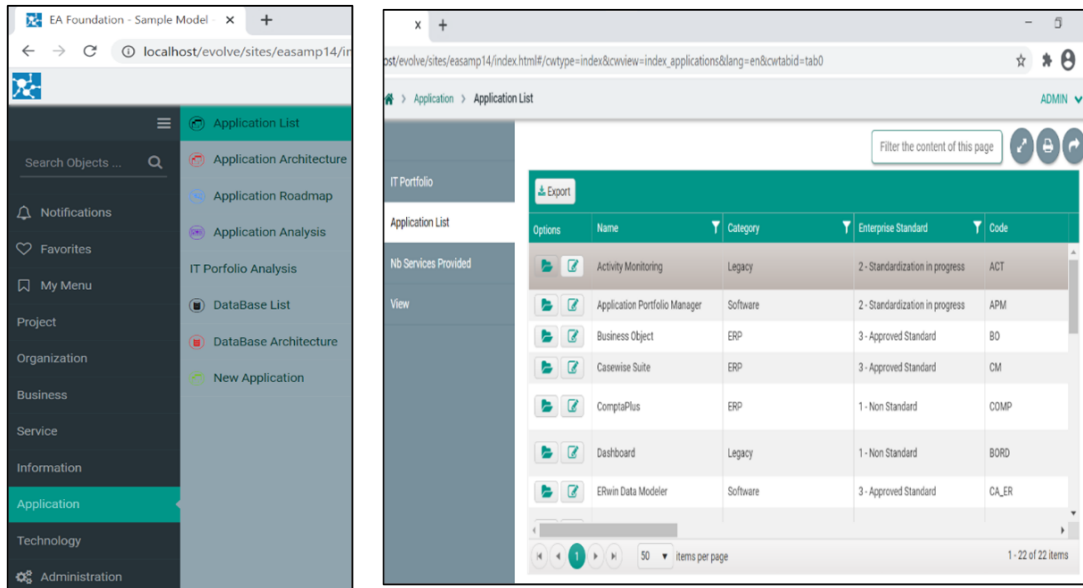 EA Foundation - Sample Model -
localhost/evolve/sites/easamp14/in
Search Objects ...
Notifications
Favorites
My Menu
Project
Organization
Business
Service
Information
Application
Technology
Administration
Application List
Application Architecture
Application Roadmap
Application Analysis
IT Porfolio Analysis
DataBase List
DataBase Architecture
New Application
ost/evolve/sites/easamp14/index.html#/cwtype=index&cwview=index_applications&lang=en&cwtabid=tab0
> Application > Application List
ADMIN
IT Portfolio
Application List
Nb Services Provided
View
Filter the content of this page
Export
Options Name Category Enterprise Standard Code
Activity Monitoring Legacy 2 - Standardization in progress ACT
Application Portfolio Manager Software 2 - Standardization in progress APM
Business Object ERP 3 - Approved Standard BO
Casewise Suite ERP 3 - Approved Standard CM
ComptaPlus ERP 1 - Non Standard COMP
Dashboard Legacy 1 - Non Standard BORD
ERwin Data Modeler Software 3 - Approved Standard CA_ER
1 50 items per page 1 - 22 of 22 items